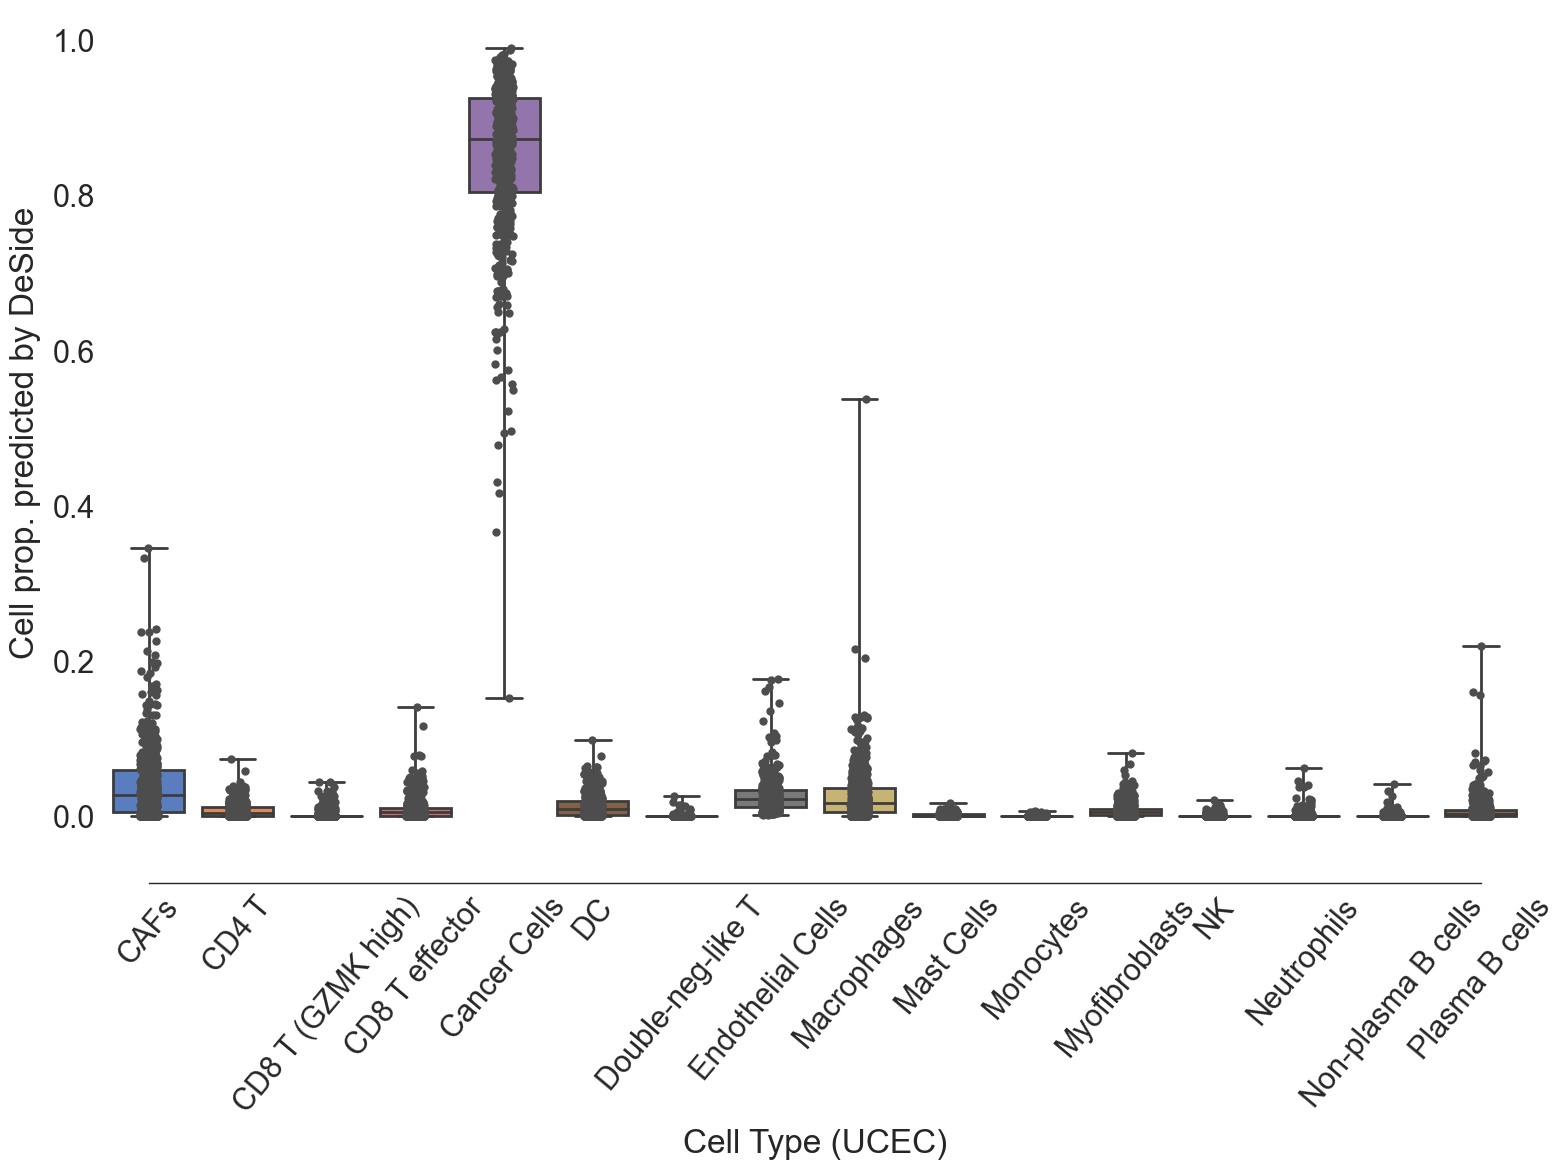 Cell prop. predicted by DeSide
1.0
0.8
0.6
0.4
0.2
0.0
CAFs
CD4 T
CD8 T (GZMK high)
CD8 T effector
Cancer Cells
DC
Double-neg-like T
Endothelial Cells
Macrophages
Mast Cells
Monocytes
Myofibroblasts
NK
Neutrophils
Non-plasma B cells
Plasma B cells
Cell Type (UCEC)